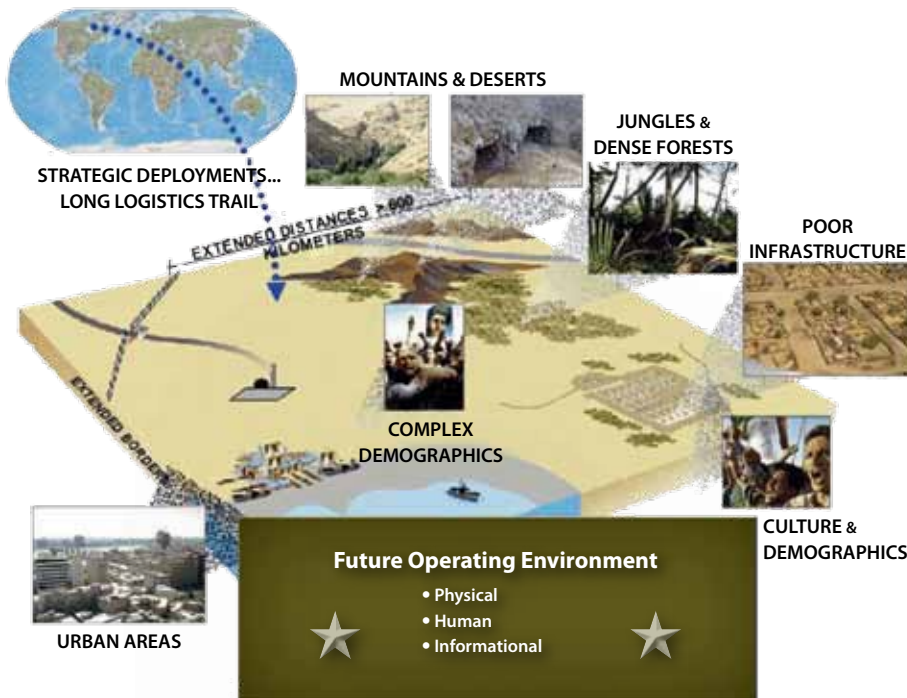 MOUNTAINS & DESERTS
JUNGLES &
DENSE FORESTS
STRATEGIC DEPLOYMENTS...
LONG LOGISTICS TRAIL
POOR
INFRASTRUCTURE
EXTENDED DISTANCES > 600
KILOMETERS
COMPLEX
DEMOGRAPHICS
EXTENDED BORDERS
CULTURE &
DEMOGRAPHICS
URBAN AREAS
Future Operating Environment
• Physical
• Human
• Informational